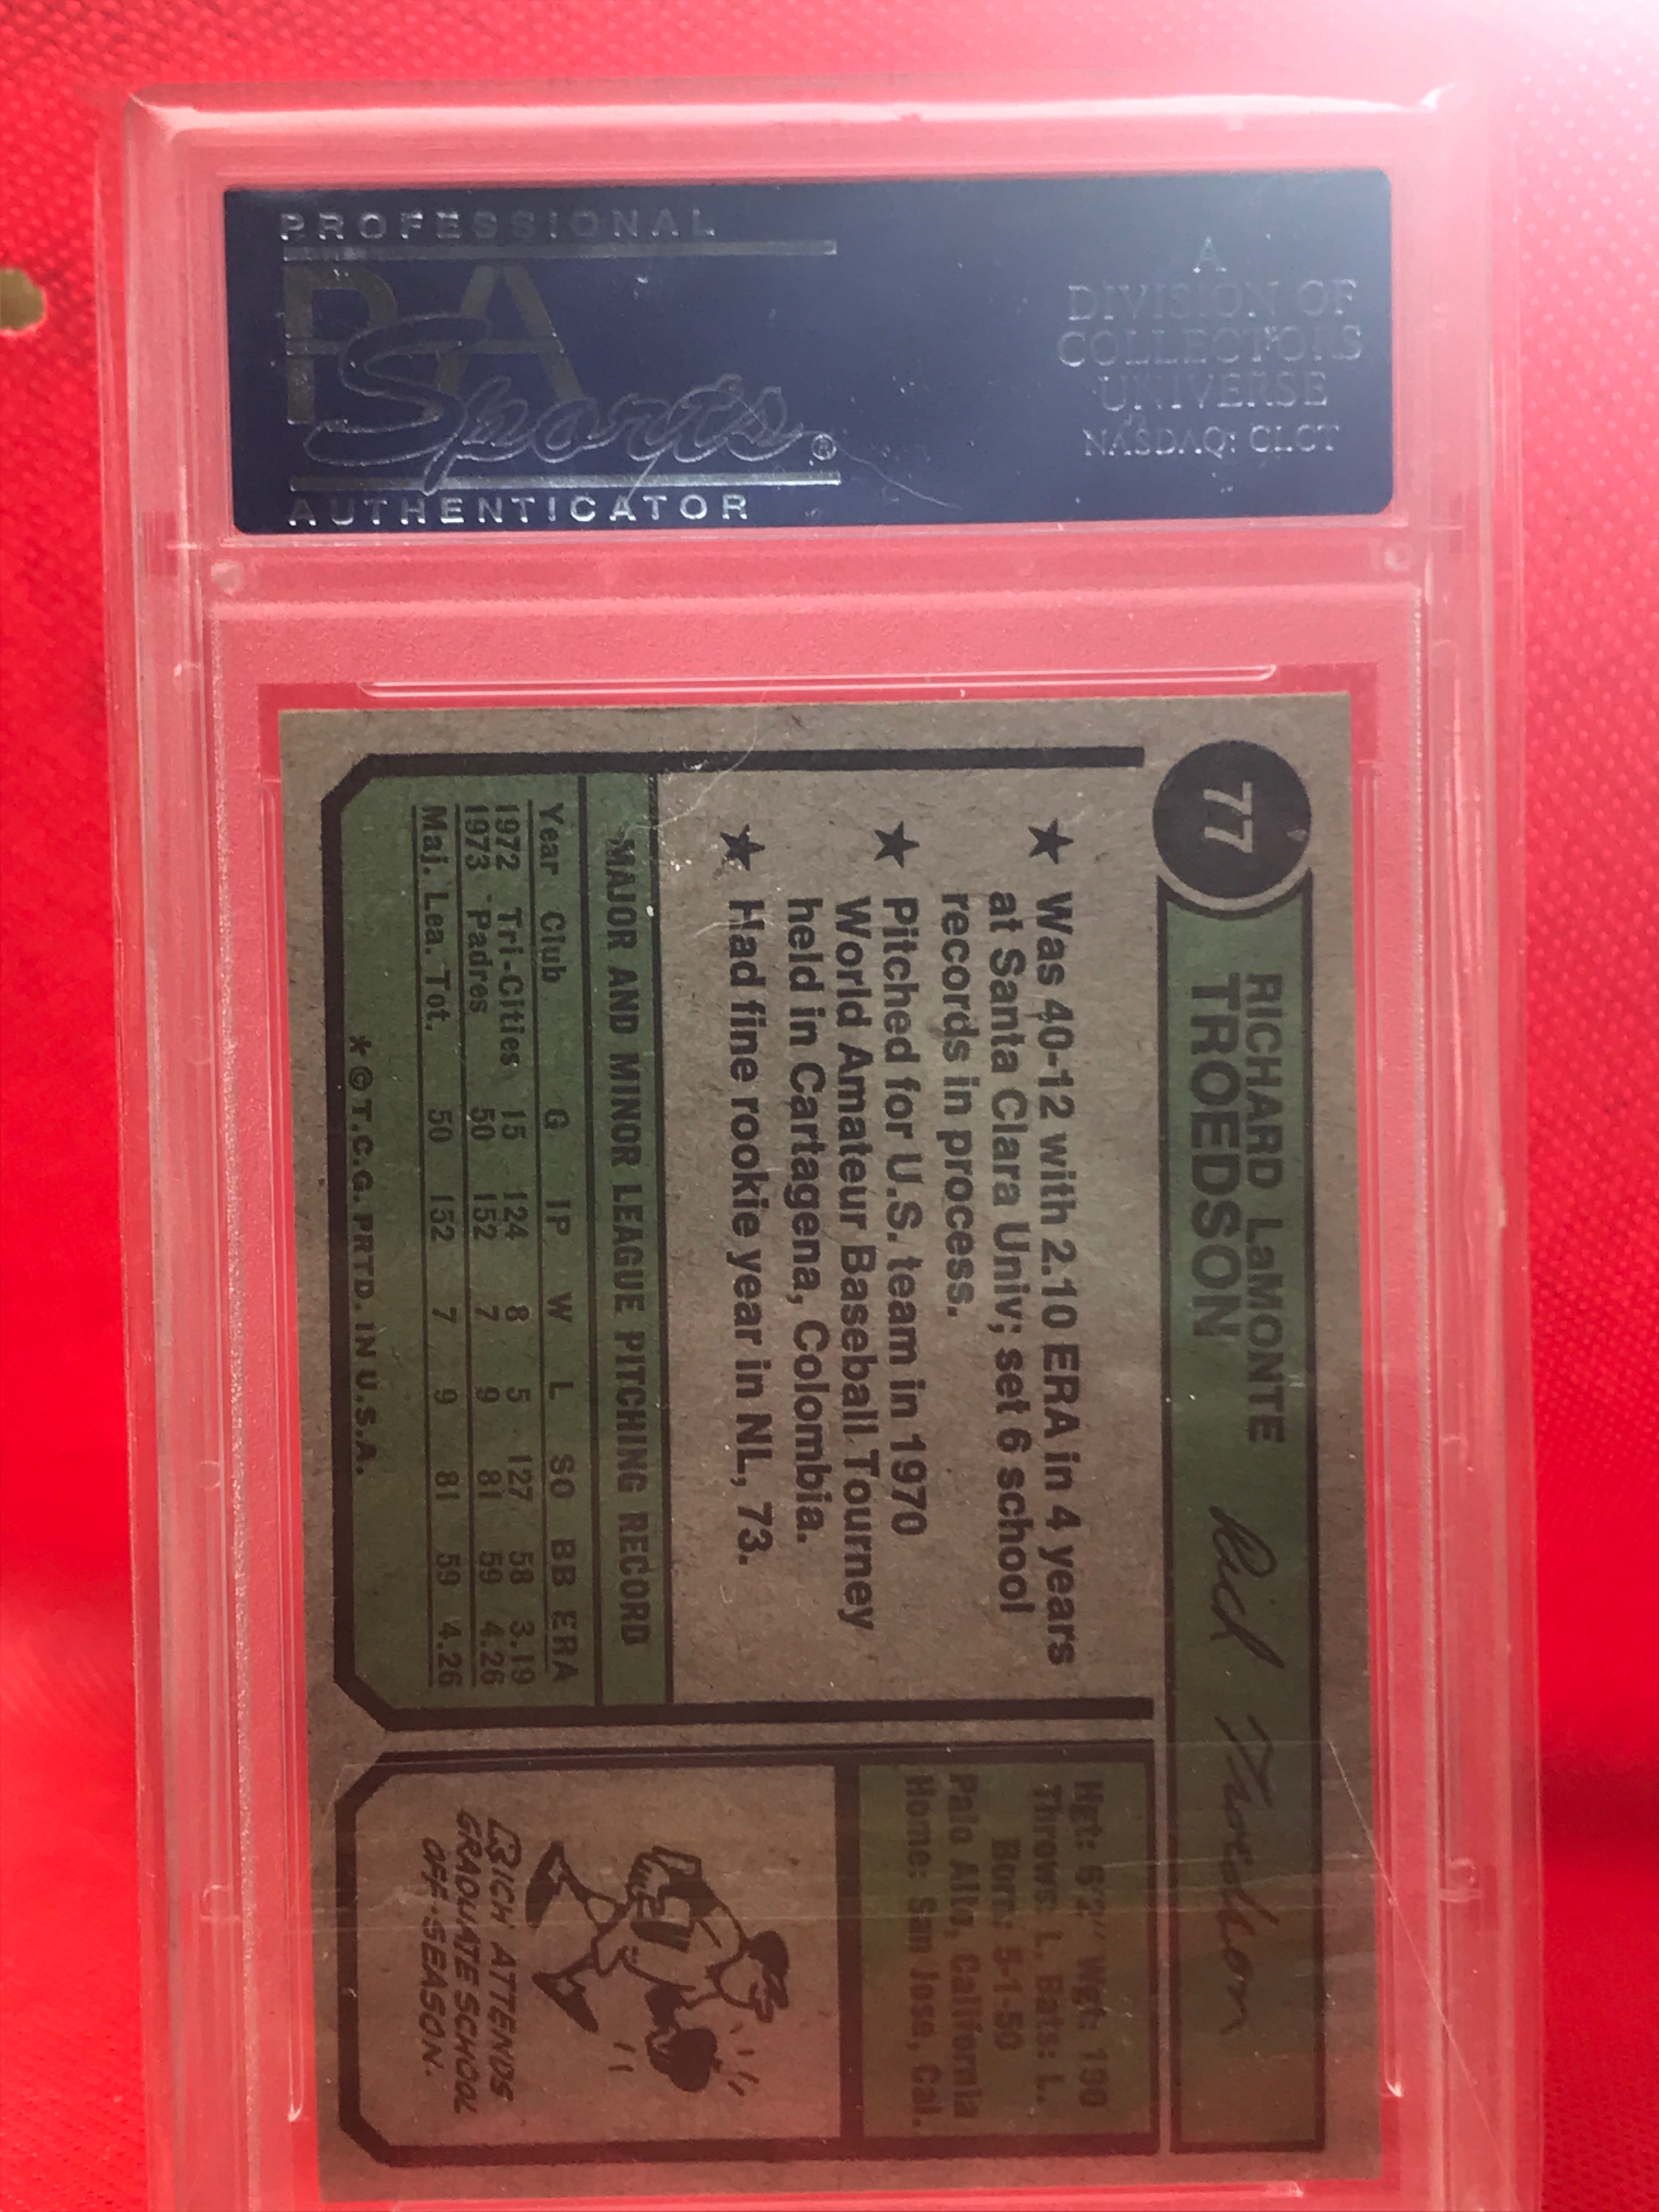 PROFESSIONAL
PSA
Sports®
AUTHENTICATOR
A
DIVISION OF
COLLECTORS
UNIVERSE
NASDAQ: CLCT
77
RICHARD LaMONTE
TROEDSON
Rich Troedson
★ Was 40-12 with 2.10 ERA in 4 years
at Santa Clara Univ; set 6 school
records in process.
★ Pitched for U.S. team in 1970
World Amateur Baseball Tourney
held in Cartagena, Colombia.
★ Had fine rookie year in NL, 73.
MAJOR AND MINOR LEAGUE PITCHING RECORD
Year Club G IP W L SO BB ERA
1972 Tri-Cities 15 124 8 5 127 58 3.19
1973 Padres 50 152 7 9 81 59 4.26
Maj. Lea. Tot. 50 152 7 9 81 59 4.26
* © T.C.G. PRTD. IN U.S.A.
Hgt: 6'2" Wgt: 190
Throws: L. Bats: L.
Born: 5-1-50
Palo Alto, California
Home: San Jose, Cal.
RICH ATTENDS
GRADUATE SCHOOL
OFF-SEASON.